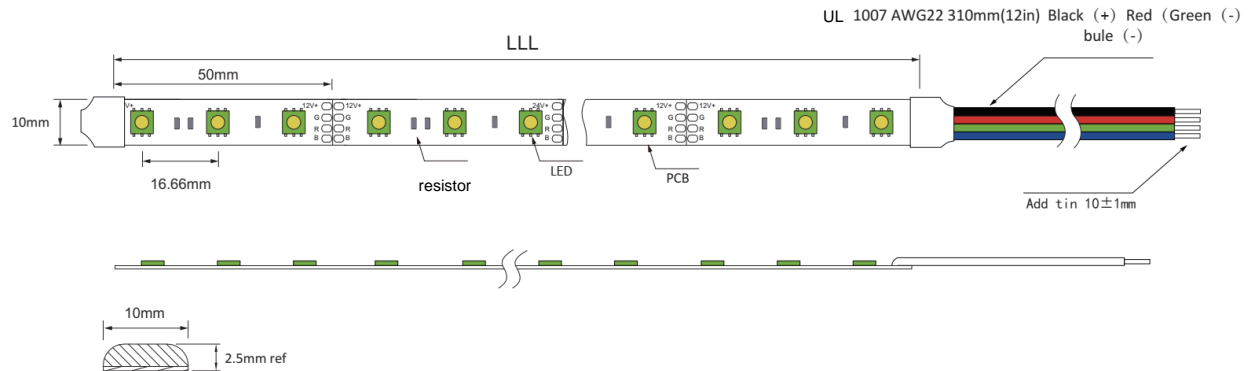 UL 1007 AWG22 310mm(12in) Black (+) Red (Green (-)
bule (-)
LLL
50mm
V+
12V+
12V+
24V+
12V+
12V+
G
G
G
G
G
R
R
R
R
R
B
B
B
B
B
10mm
16.66mm
resistor
LED
PCB
Add tin 10±1mm
10mm
2.5mm ref